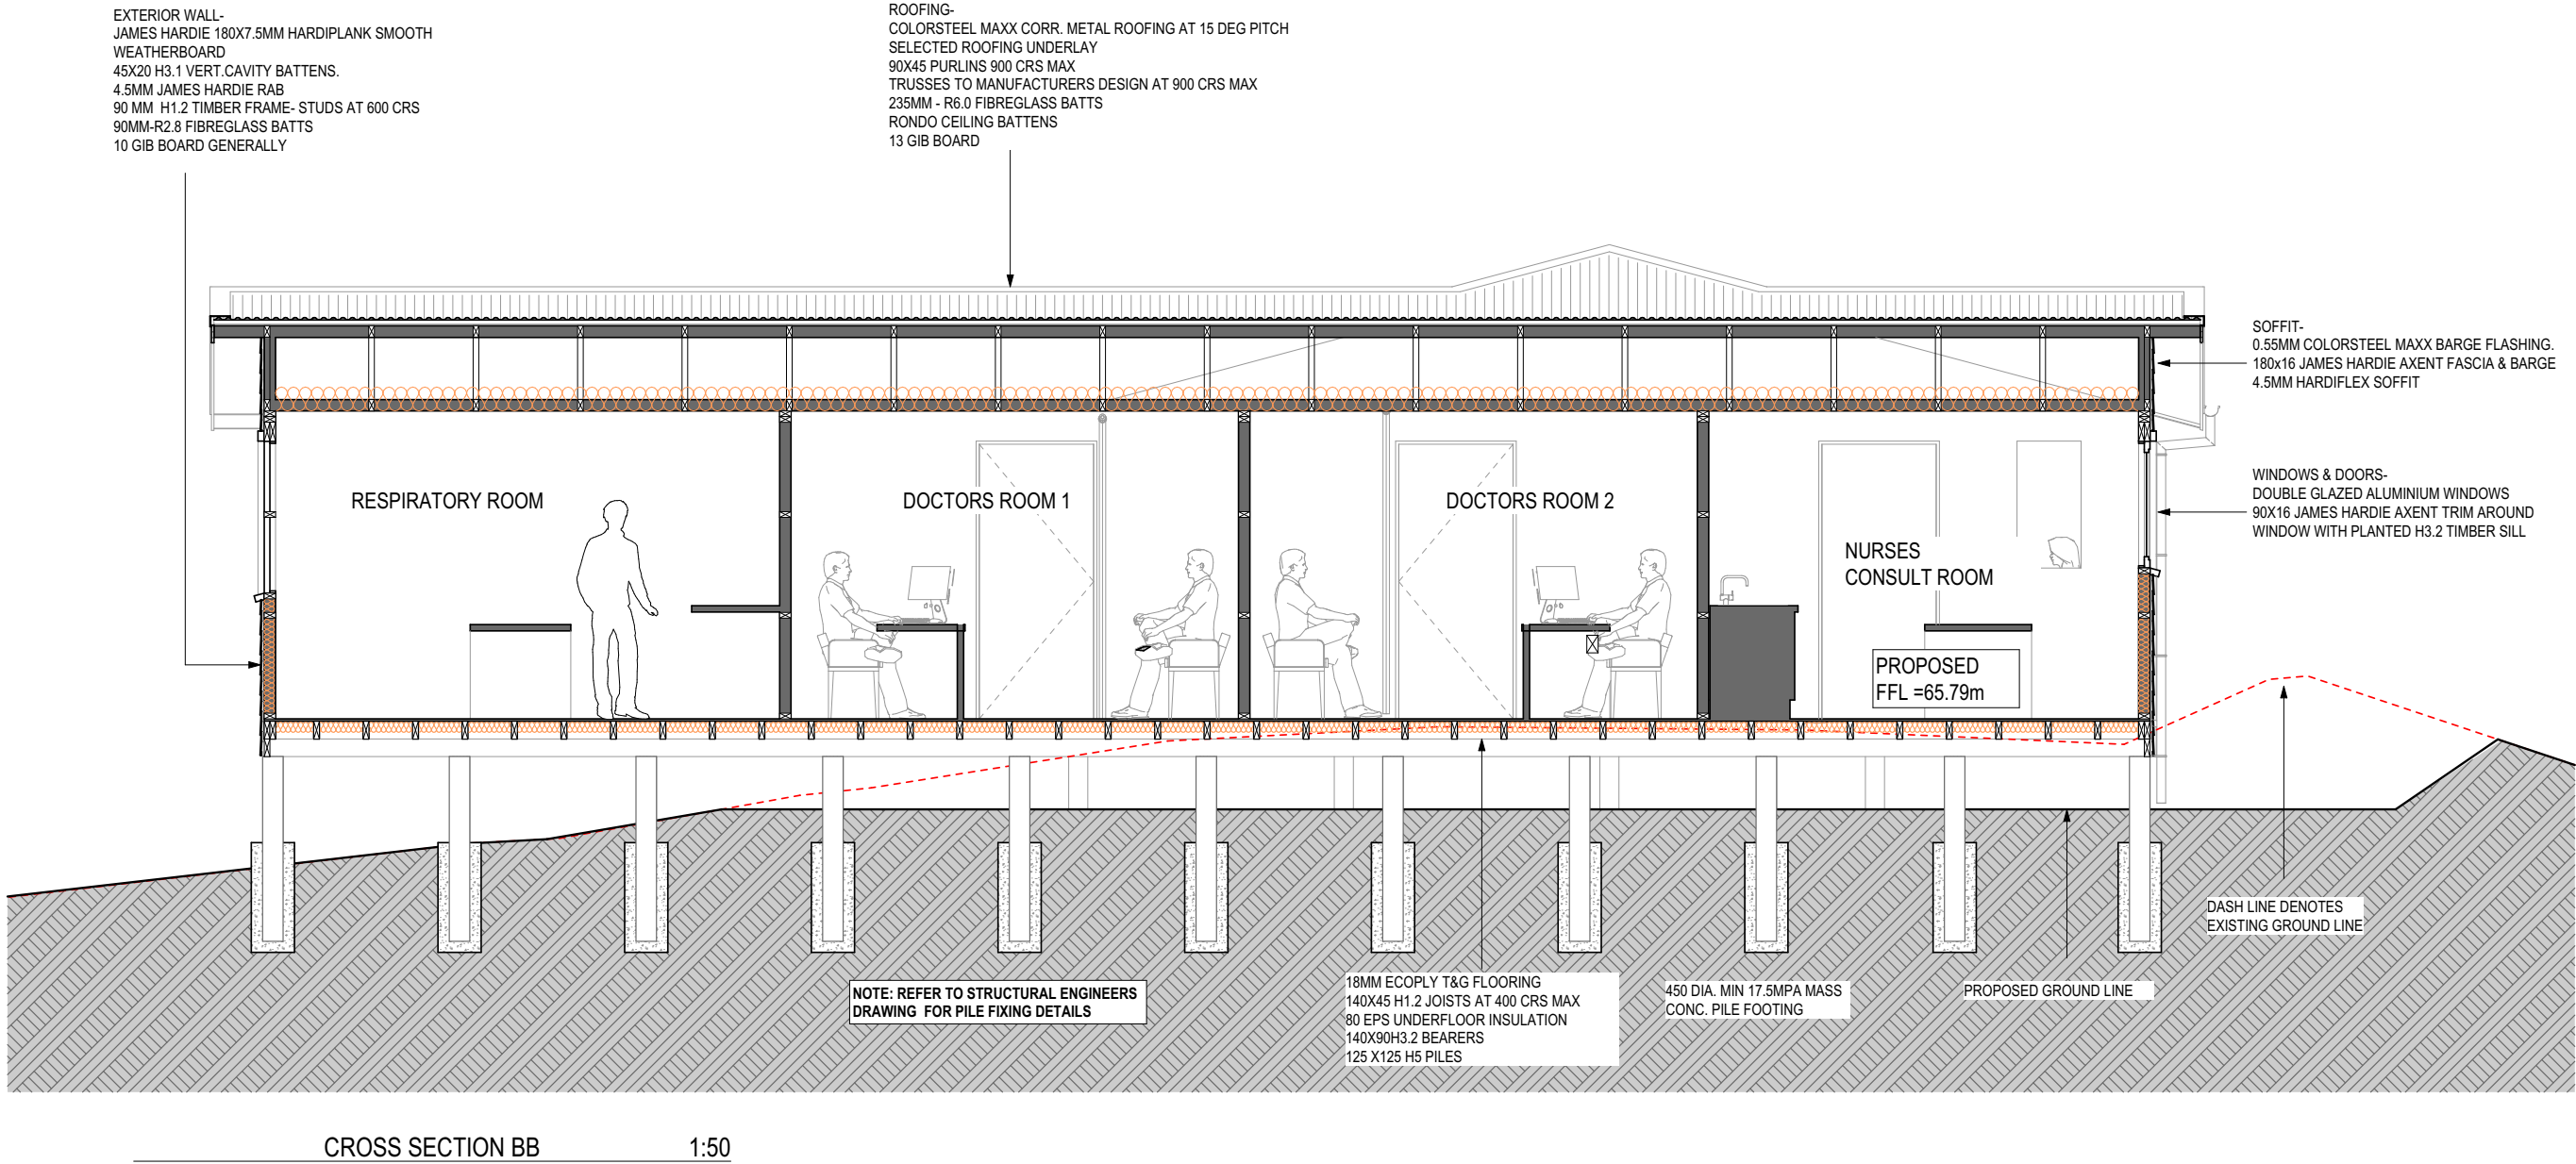 EXTERIOR WALL-
JAMES HARDIE 180X7.5MM HARDIPLANK SMOOTH
WEATHERBOARD
45X20 H3.1 VERT.CAVITY BATTENS.
4.5MM JAMES HARDIE RAB
90 MM H1.2 TIMBER FRAME- STUDS AT 600 CRS
90MM-R2.8 FIBREGLASS BATTS
10 GIB BOARD GENERALLY
ROOFING-
COLORSTEEL MAXX CORR. METAL ROOFING AT 15 DEG PITCH
SELECTED ROOFING UNDERLAY
90X45 PURLINS 900 CRS MAX
TRUSSES TO MANUFACTURERS DESIGN AT 900 CRS MAX
235MM - R6.0 FIBREGLASS BATTS
RONDO CEILING BATTENS
13 GIB BOARD
SOFFIT-
0.55MM COLORSTEEL MAXX BARGE FLASHING.
180x16 JAMES HARDIE AXENT FASCIA & BARGE
4.5MM HARDIFLEX SOFFIT
WINDOWS & DOORS-
DOUBLE GLAZED ALUMINIUM WINDOWS
90X16 JAMES HARDIE AXENT TRIM AROUND
WINDOW WITH PLANTED H3.2 TIMBER SILL
RESPIRATORY ROOM
DOCTORS ROOM 1
DOCTORS ROOM 2
NURSES
CONSULT ROOM
PROPOSED
FFL =65.79m
DASH LINE DENOTES
EXISTING GROUND LINE
NOTE: REFER TO STRUCTURAL ENGINEERS
DRAWING FOR PILE FIXING DETAILS
18MM ECOPLY T&G FLOORING
140X45 H1.2 JOISTS AT 400 CRS MAX
80 EPS UNDERFLOOR INSULATION
140X90H3.2 BEARERS
125 X125 H5 PILES
450 DIA. MIN 17.5MPA MASS
CONC. PILE FOOTING
PROPOSED GROUND LINE
CROSS SECTION BB 1:50